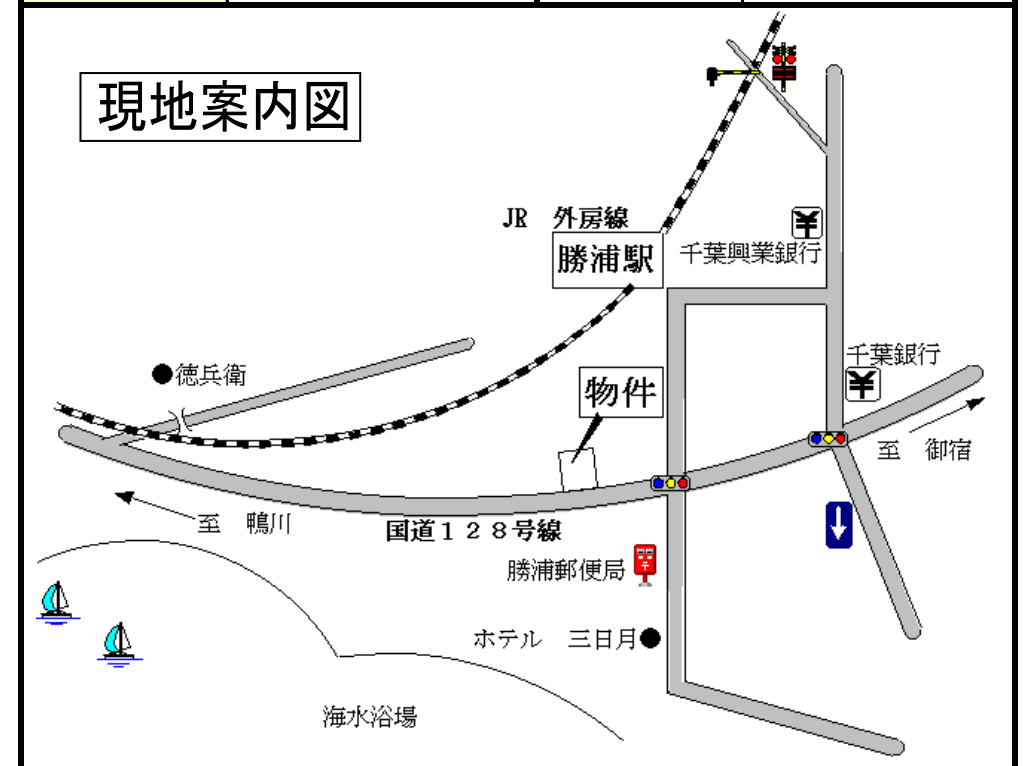 現地案内図
JR　外房線
勝浦駅
千葉興業銀行
千葉銀行
徳兵衛
物件
至　御宿
至　鴨川
国道１２８号線
勝浦郵便局
ホテル　三日月
海水浴場